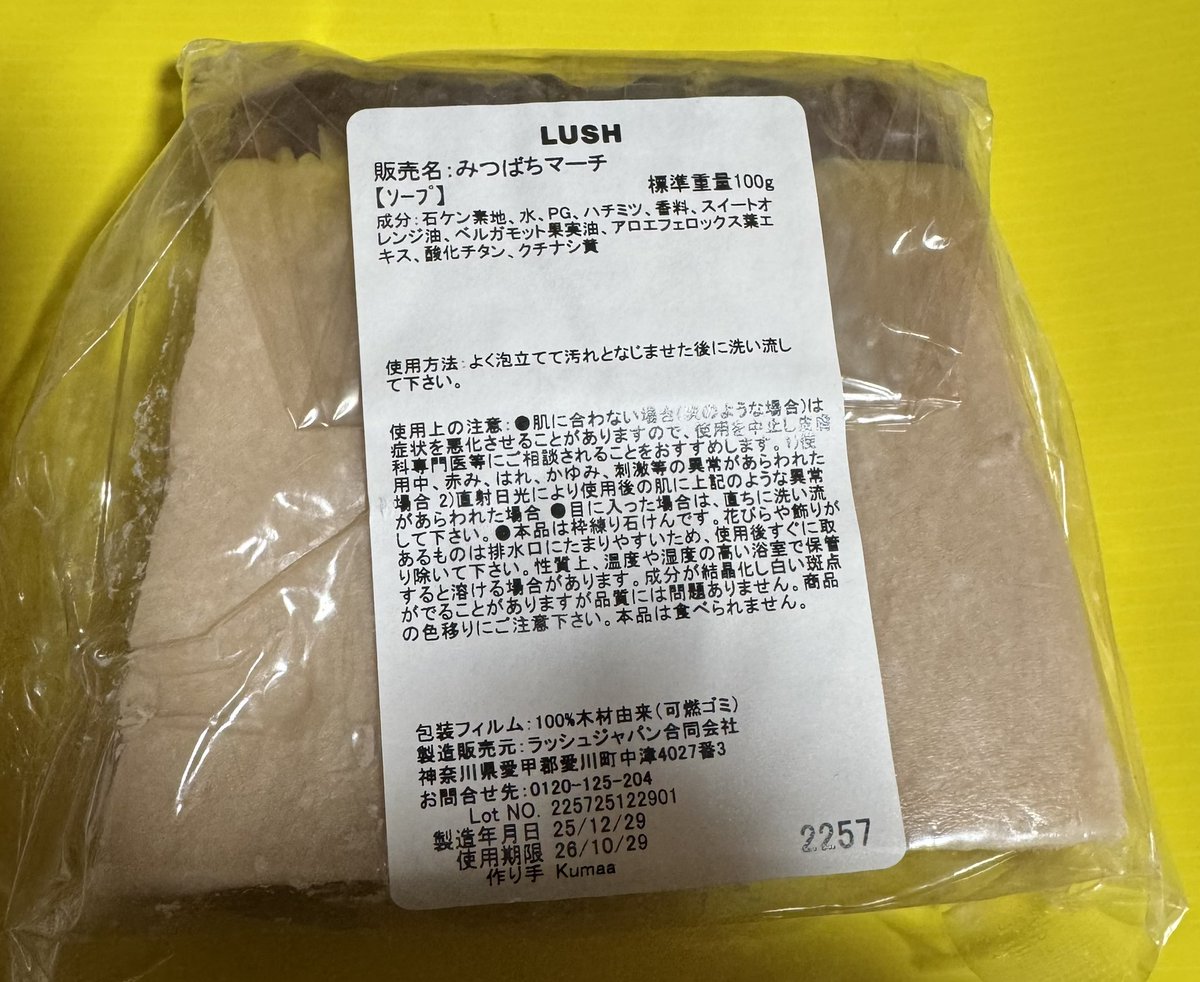 LUSH
販売名:みつばちマーチ
【ソープ】 標準重量100g
成分:石ケン素地、水、PG、ハチミツ、香料、スイートオ
レンジ油、ベルガモット果実油、アロエフェロックス葉エ
キス、酸化チタン、クチナシ黄
使用方法:よく泡立てて汚れとなじませた後に洗い流し
て下さい。
使用上の注意:●肌に合わない場合(次のような場合)は
症状を悪化させることがありますので、使用を中止し皮膚
科専門医等にご相談されることをおすすめします。1)使
用中、赤み、はれ、かゆみ、刺激等の異常があらわれた
場合 2)直射日光により使用後の肌に上記のような異常
があらわれた場合 ●目に入った場合は、直ちに洗い流
して下さい。●本品は枠練り石けんです。花びらや飾りが
あるものは排水口にたまりやすいため、使用後すぐに取
り除いて下さい。性質上、温度や湿度の高い浴室で保管
すると溶ける場合があります。成分が結晶化し白い斑点
がでることがありますが品質には問題ありません。商品
の色移りにご注意下さい。本品は食べられません。
包装フィルム:100%木材由来(可燃ゴミ)
製造販売元:ラッシュジャパン合同会社
神奈川県愛甲郡愛川町中津4027番3
お問合せ先:0120-125-204
Lot NO. 225725122901
製造年月日 25/12/29
使用期限 26/10/29
作り手 Kumaa
2257